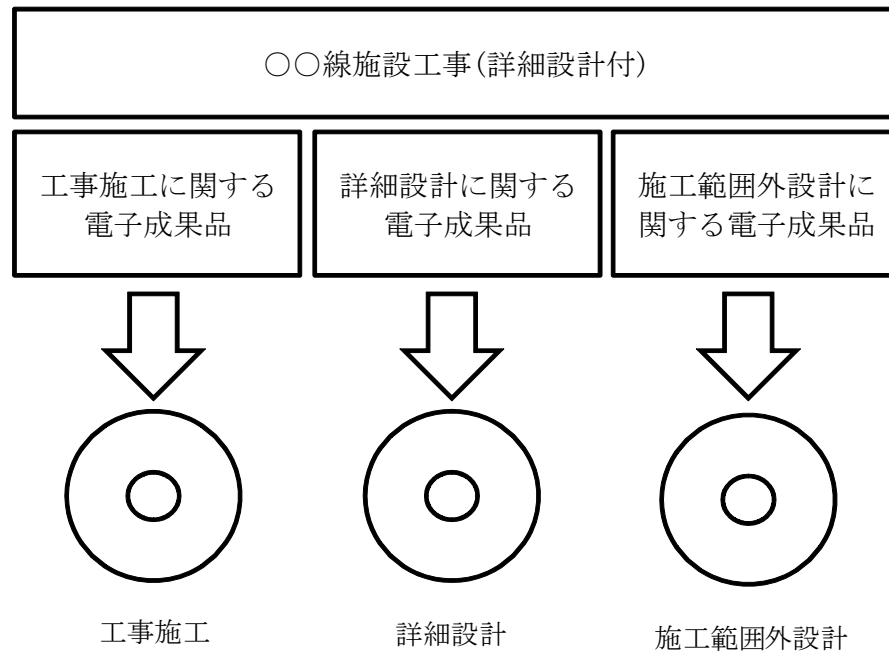 ○○線施設工事(詳細設計付)
工事施工に関する
電子成果品
詳細設計に関する
電子成果品
施工範囲外設計に
関する電子成果品
工事施工
詳細設計
施工範囲外設計